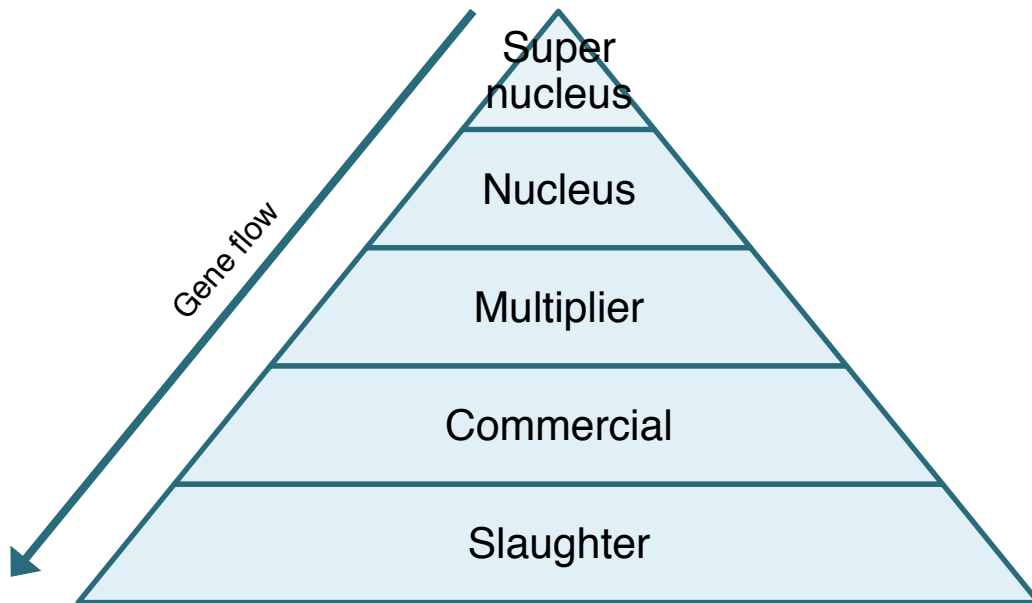 Super
nucleus
Nucleus
Gene flow
Multiplier
Commercial
Slaughter